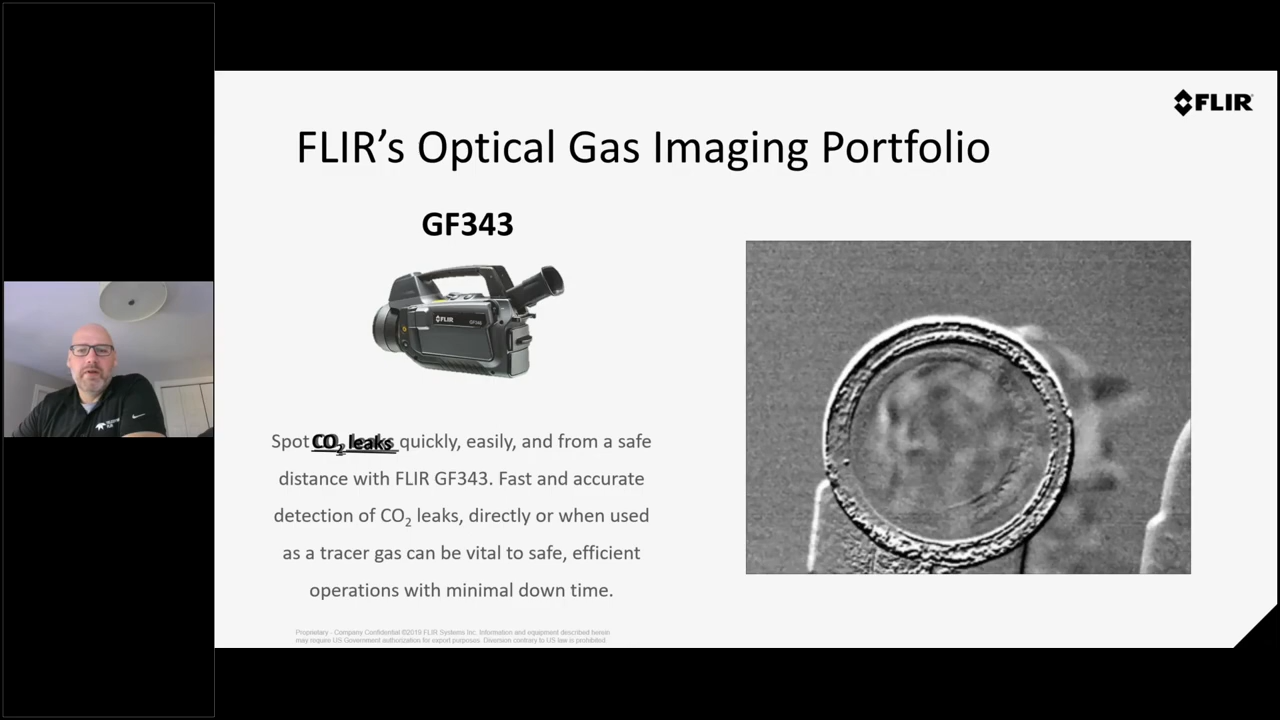 FLIR
FLIR's Optical Gas Imaging Portfolio
GF343
FLIR
Spot CO₂ leaks quickly, easily, and from a safe
distance with FLIR GF343. Fast and accurate
detection of CO₂ leaks, directly or when used
as a tracer gas can be vital to safe, efficient
operations with minimal down time.
Proprietary - Company Confidential ©2019 FLIR Systems Inc. Information and equipment described herein
may require US Government authorization for export purposes. Diversion contrary to US law is prohibited.